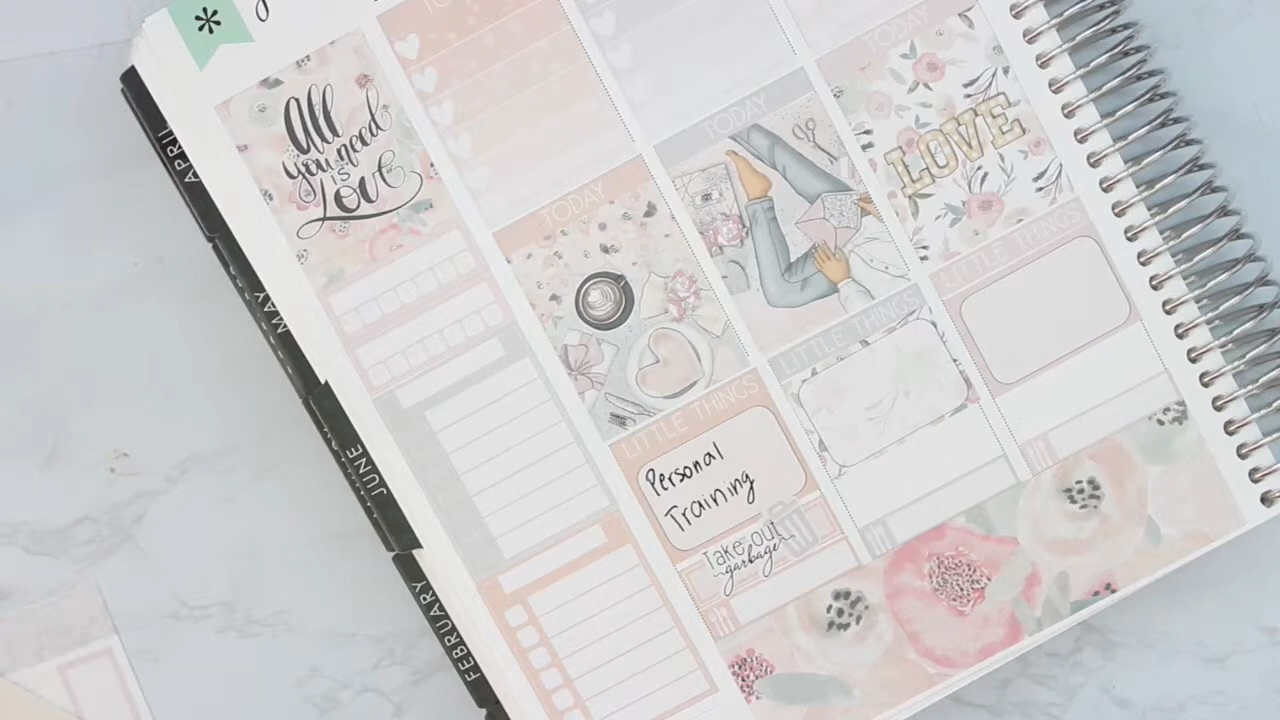 *
TODAY
All
you need
is
Love
TODAY
TODAY
TODAY
LOVE
LITTLE THINGS
LITTLE THINGS
LITTLE THINGS
Personal
Training
Take out
garbage
APRIL
MAY
JUNE
FEBRUARY